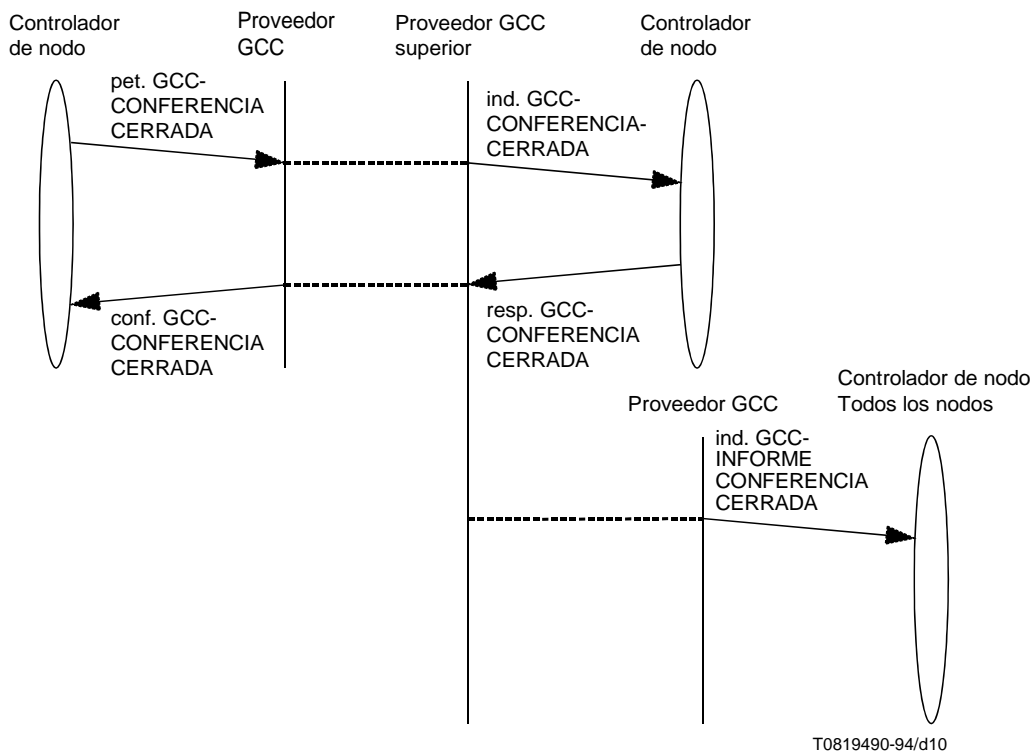 Controlador
de nodo
Proveedor
GCC
Proveedor GCC
superior
Controlador
de nodo
pet. GCC-
CONFERENCIA
CERRADA
ind. GCC-
CONFERENCIA-
CERRADA
conf. GCC-
CONFERENCIA
CERRADA
resp. GCC-
CONFERENCIA
CERRADA
Proveedor GCC
Controlador de nodo
Todos los nodos
ind. GCC-
INFORME
CONFERENCIA
CERRADA
T0819490-94/d10